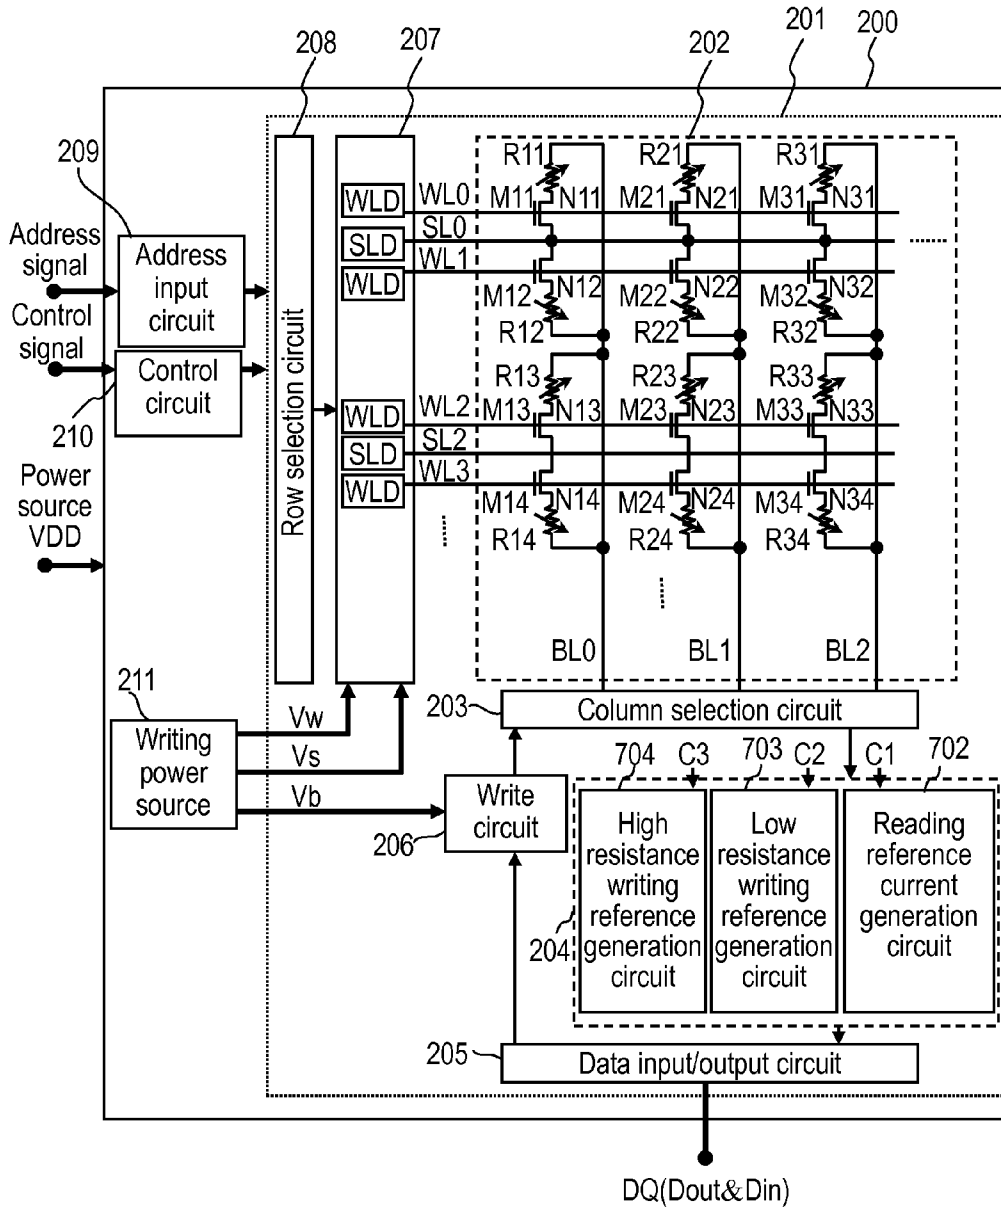 208
207
202
201
200
209
Address
signal
Address
input
circuit
Control
signal
Control
circuit
210
Power
source
VDD
Row selection circuit
WLD
SLD
WLD
WLD
SLD
WLD
WL0
SL0
WL1
WL2
SL2
WL3
R11
R21
R31
M11
N11
M21
N21
M31
N31
M12
N12
M22
N22
M32
N32
R12
R22
R32
R13
R23
R33
M13
N13
M23
N23
M33
N33
M14
N14
M24
N24
M34
N34
R14
R24
R34
BL0
BL1
BL2
211
Writing
power
source
Vw
Vs
Vb
203
Column selection circuit
Write
circuit
206
704
C3
703
C2
C1
702
High
resistance
writing
reference
generation
circuit
Low
resistance
writing
reference
generation
circuit
Reading
reference
current
generation
circuit
204
205
Data input/output circuit
DQ(Dout&Din)